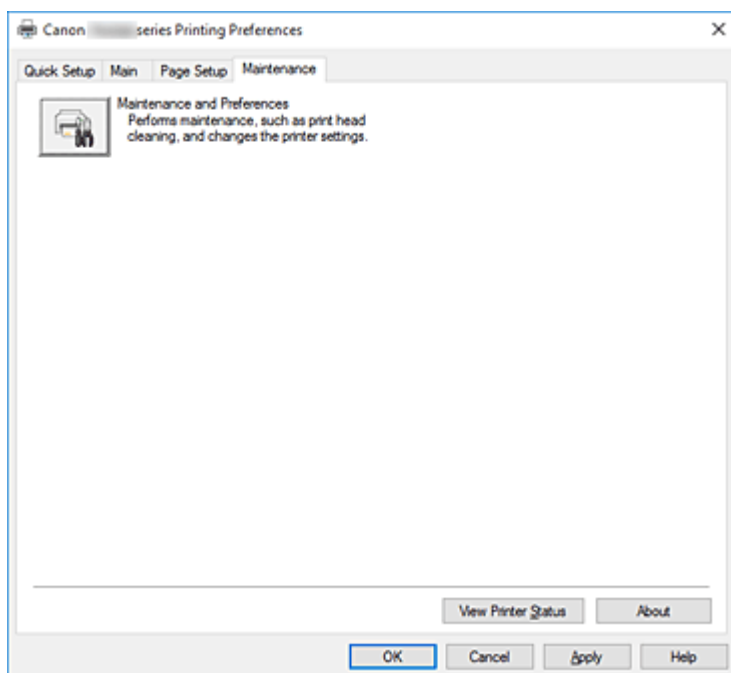 Canon series Printing Preferences
Quick Setup Main Page Setup Maintenance
Maintenance and Preferences
Performs maintenance, such as print head
cleaning, and changes the printer settings.
View Printer Status About
OK Cancel Apply Help